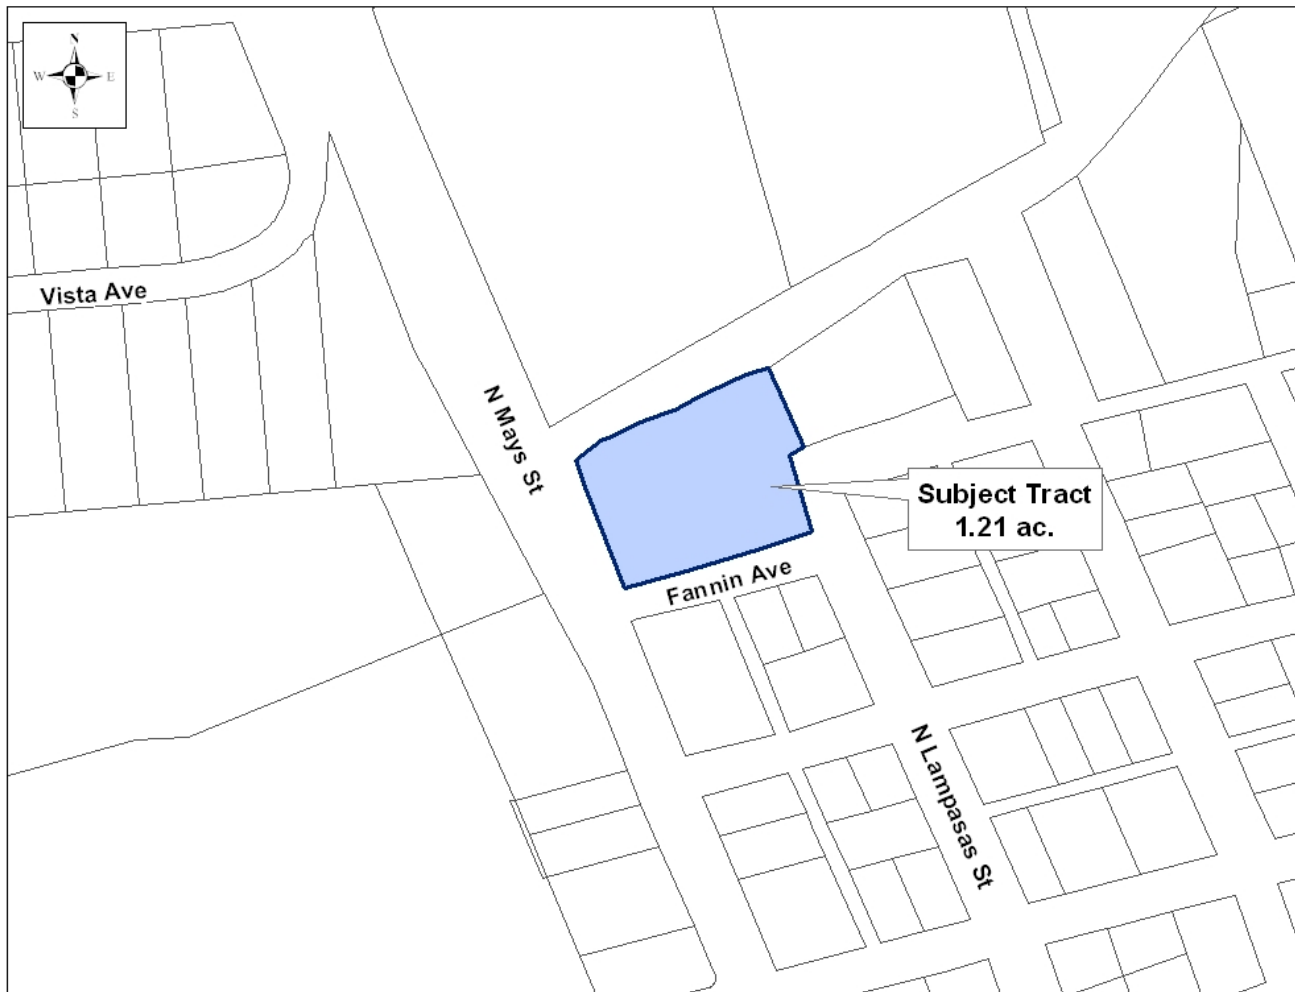 N
W E
S
Vista Ave
N Mays St
Subject Tract
1.21 ac.
Fannin Ave
N Lampasas St